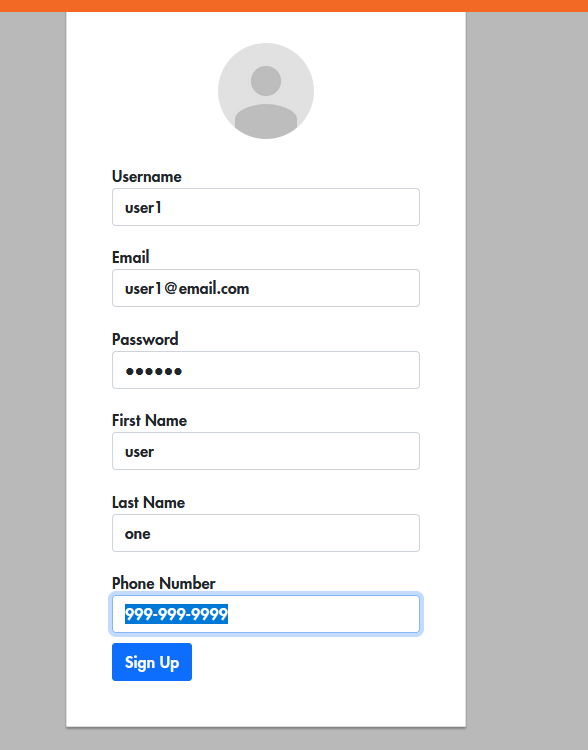 Username
user1
Email
user1@email.com
Password
••••••
First Name
user
Last Name
one
Phone Number
999-999-9999
Sign Up